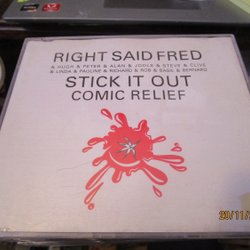 RIGHT SAID FRED
& HUGH & PETER & ALAN & JOOLS & STEVE & CLIVE
& LINDA & PAULINE & RICHARD & ROB & BASIL & BERNARD
STICK IT OUT
COMIC RELIEF